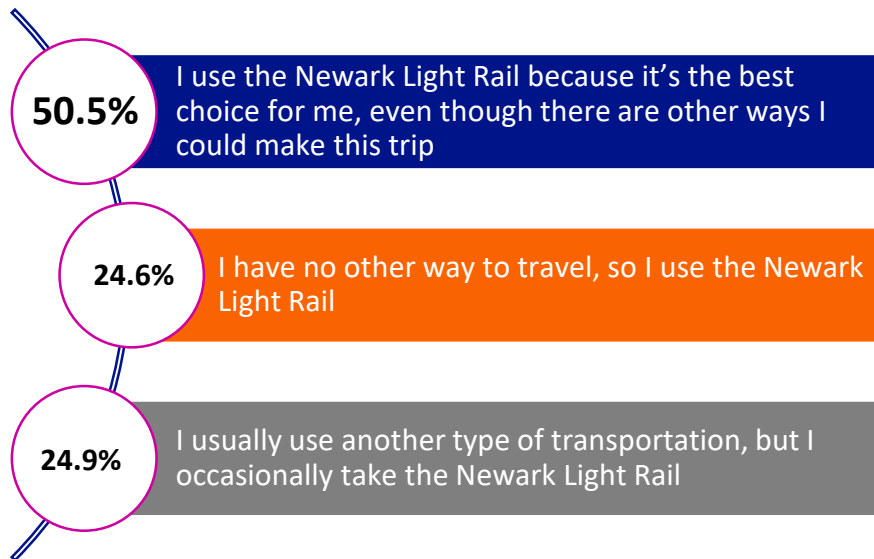 50.5%
I use the Newark Light Rail because it’s the best
choice for me, even though there are other ways I
could make this trip
24.6%
I have no other way to travel, so I use the Newark
Light Rail
24.9%
I usually use another type of transportation, but I
occasionally take the Newark Light Rail